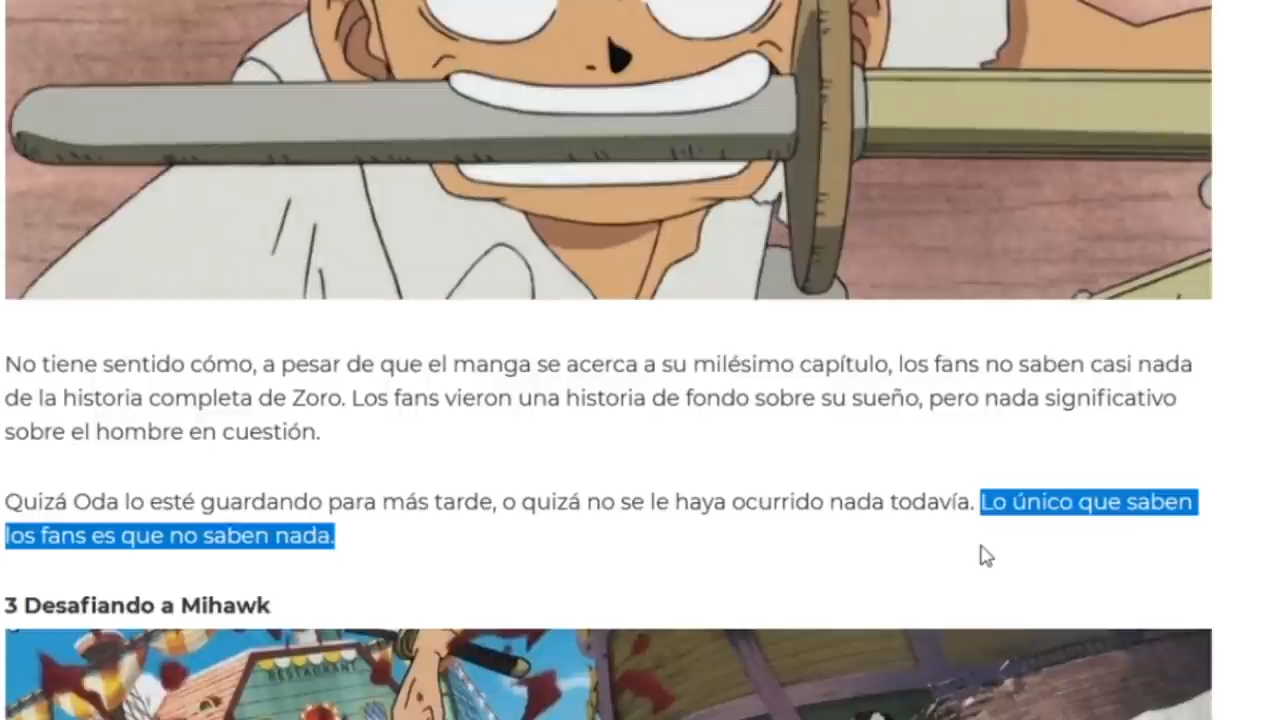 No tiene sentido cómo, a pesar de que el manga se acerca a su milésimo capítulo, los fans no saben casi nada
de la historia completa de Zoro. Los fans vieron una historia de fondo sobre su sueño, pero nada significativo
sobre el hombre en cuestión.
Quizá Oda lo esté guardando para más tarde, o quizá no se le haya ocurrido nada todavía. Lo único que saben
los fans es que no saben nada.
3 Desafiando a Mihawk
RESTAURANT